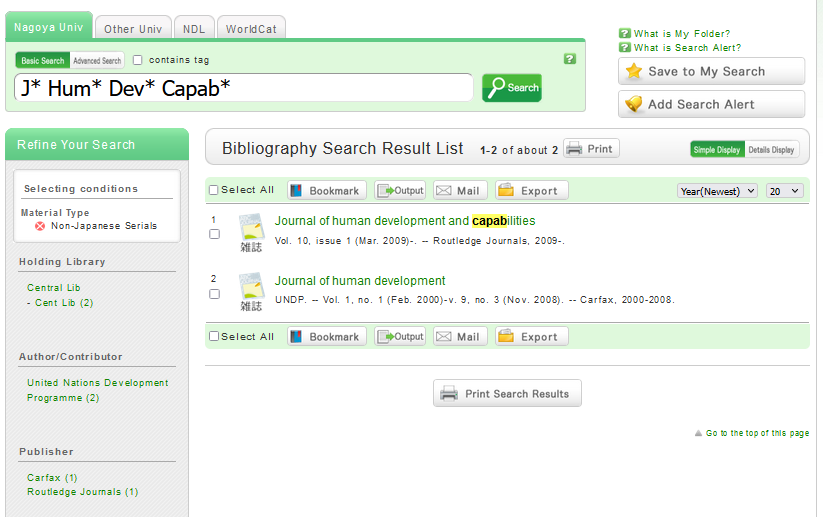 Nagoya Univ Other Univ NDL WorldCat
Basic Search Advanced Search contains tag ?
J* Hum* Dev* Capab* Search
? What is My Folder?
? What is Search Alert?
Save to My Search
Add Search Alert
Refine Your Search
Selecting conditions
Material Type
Non-Japanese Serials
Holding Library
Central Lib
- Cent Lib (2)
Author/Contributor
United Nations Development
Programme (2)
Publisher
Carfax (1)
Routledge Journals (1)
Bibliography Search Result List 1-2 of about 2 Print Simple Display Details Display
Select All Bookmark Output Mail Export Year(Newest) 20
1 Journal of human development and capabilities
Vol. 10, issue 1 (Mar. 2009)-. -- Routledge Journals, 2009-.
雑誌
2 Journal of human development
UNDP. -- Vol. 1, no. 1 (Feb. 2000)-v. 9, no. 3 (Nov. 2008). -- Carfax, 2000-2008.
雑誌
Select All Bookmark Output Mail Export
Print Search Results
Go to the top of this page